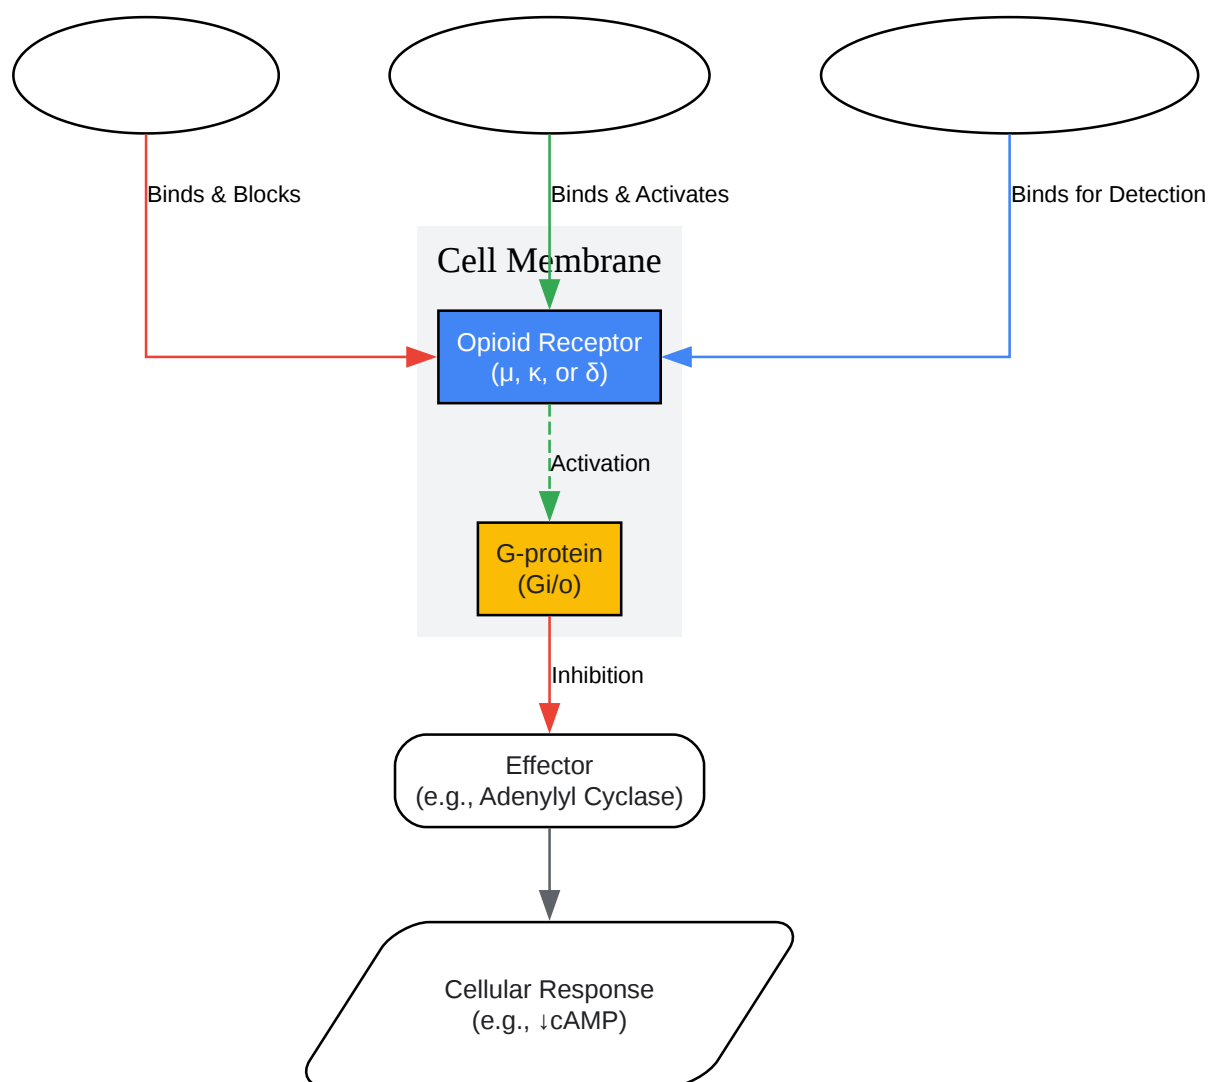 Binds & Blocks
Binds & Activates
Binds for Detection
Cell Membrane
Opioid Receptor
(μ, κ, or δ)
Activation
G-protein
(Gi/o)
Inhibition
Effector
(e.g., Adenylyl Cyclase)
Cellular Response
(e.g., ↓cAMP)